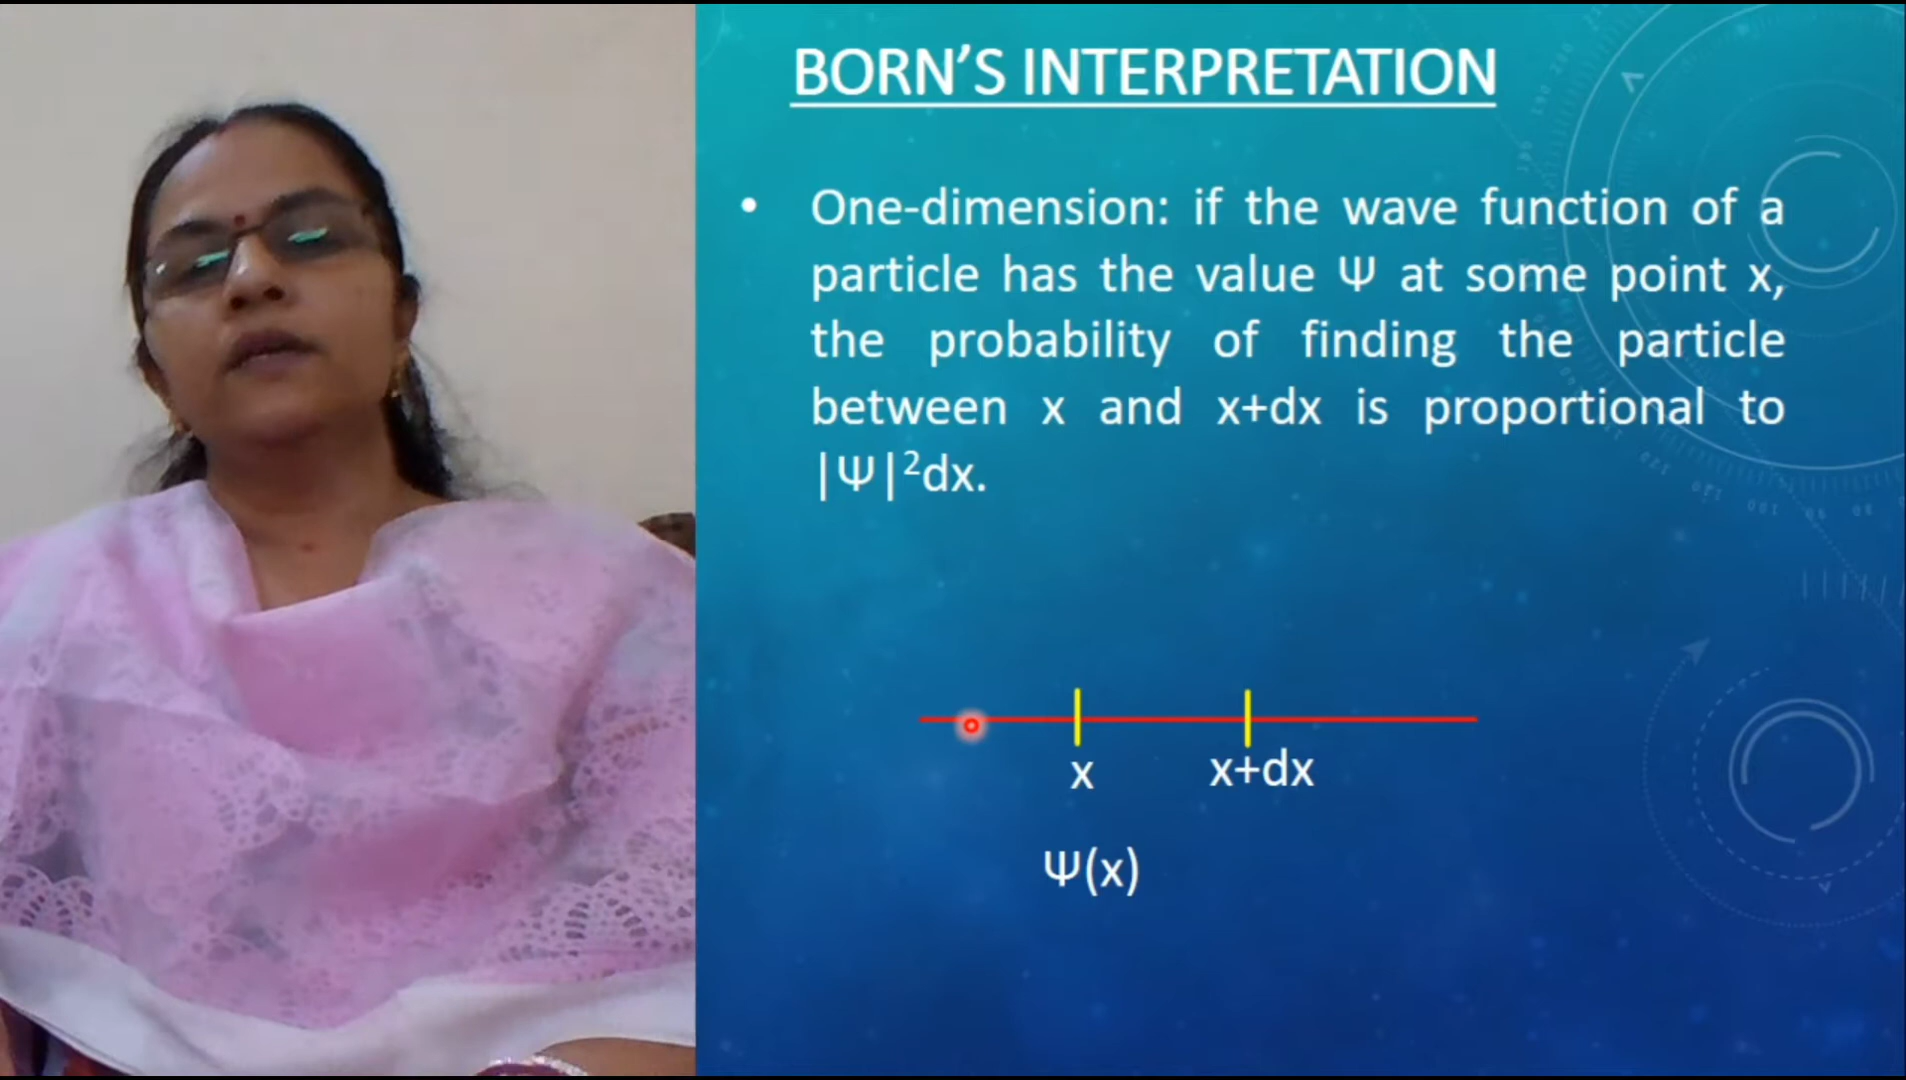 BORN’S INTERPRETATION
• One-dimension: if the wave function of a
particle has the value Ψ at some point x,
the probability of finding the particle
between x and x+dx is proportional to
|Ψ|²dx.
x x+dx
Ψ(x)